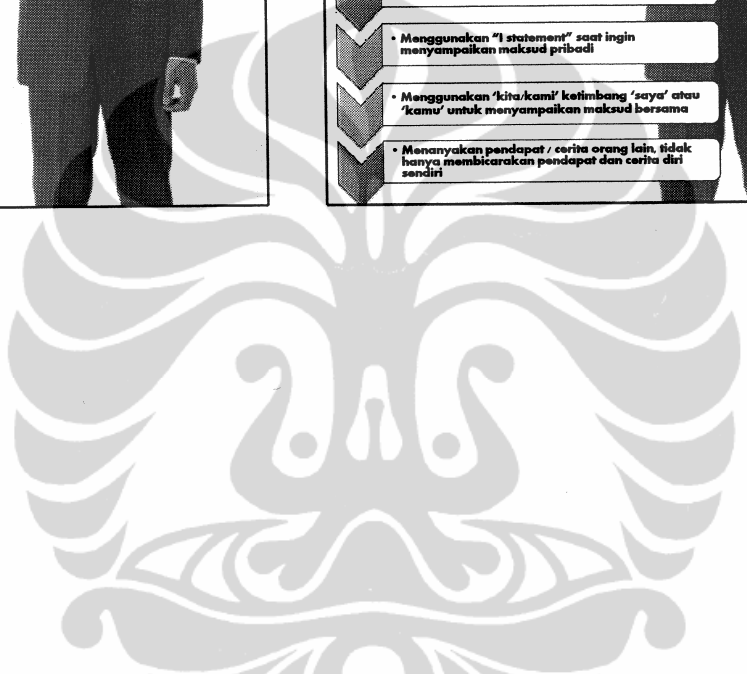 • Menggunakan “I statement” saat ingin
menyampaikan maksud pribadi
• Menggunakan ‘kita/kami’ ketimbang ‘saya’ atau
‘kamu’ untuk menyampaikan maksud bersama
• Menanyakan pendapat / cerita orang lain, tidak
hanya membicarakan pendapat dan cerita diri
sendiri